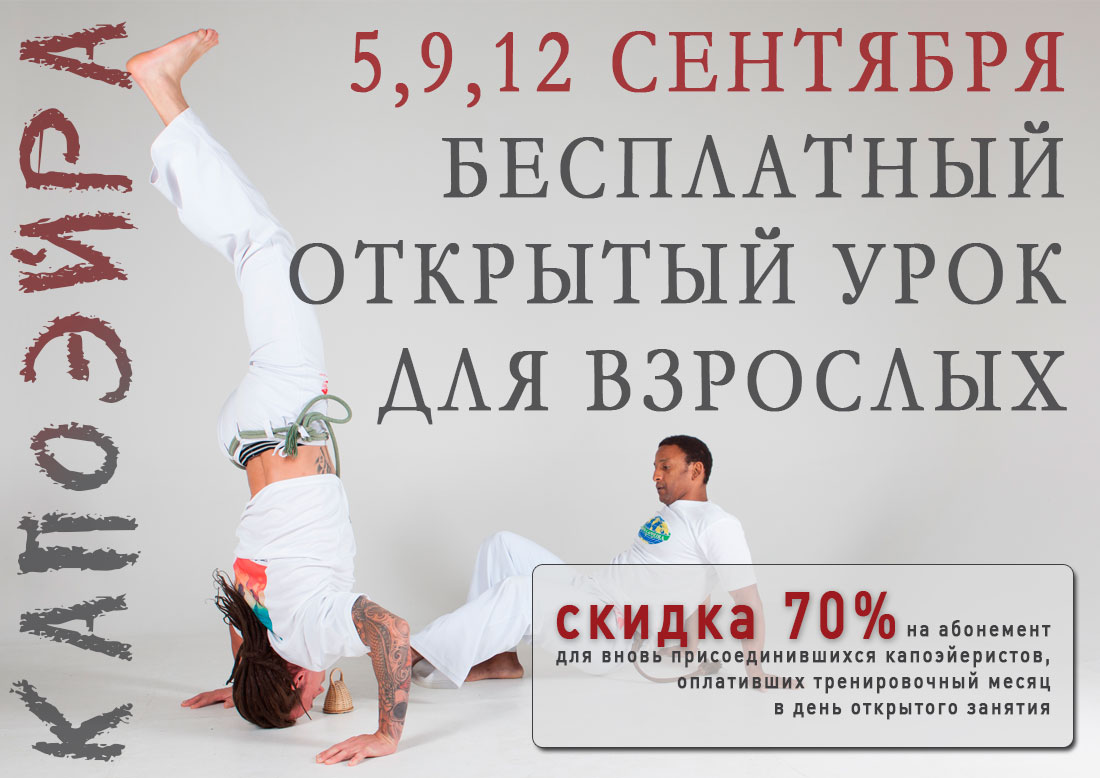 КАПОЭЙРА
5,9,12 СЕНТЯБРЯ
БЕСПЛАТНЫЙ
ОТКРЫТЫЙ УРОК
ДЛЯ ВЗРОСЛЫХ
скидка 70% на абонемент
для вновь присоединившихся капоэйеристов,
оплативших тренировочный месяц
в день открытого занятия